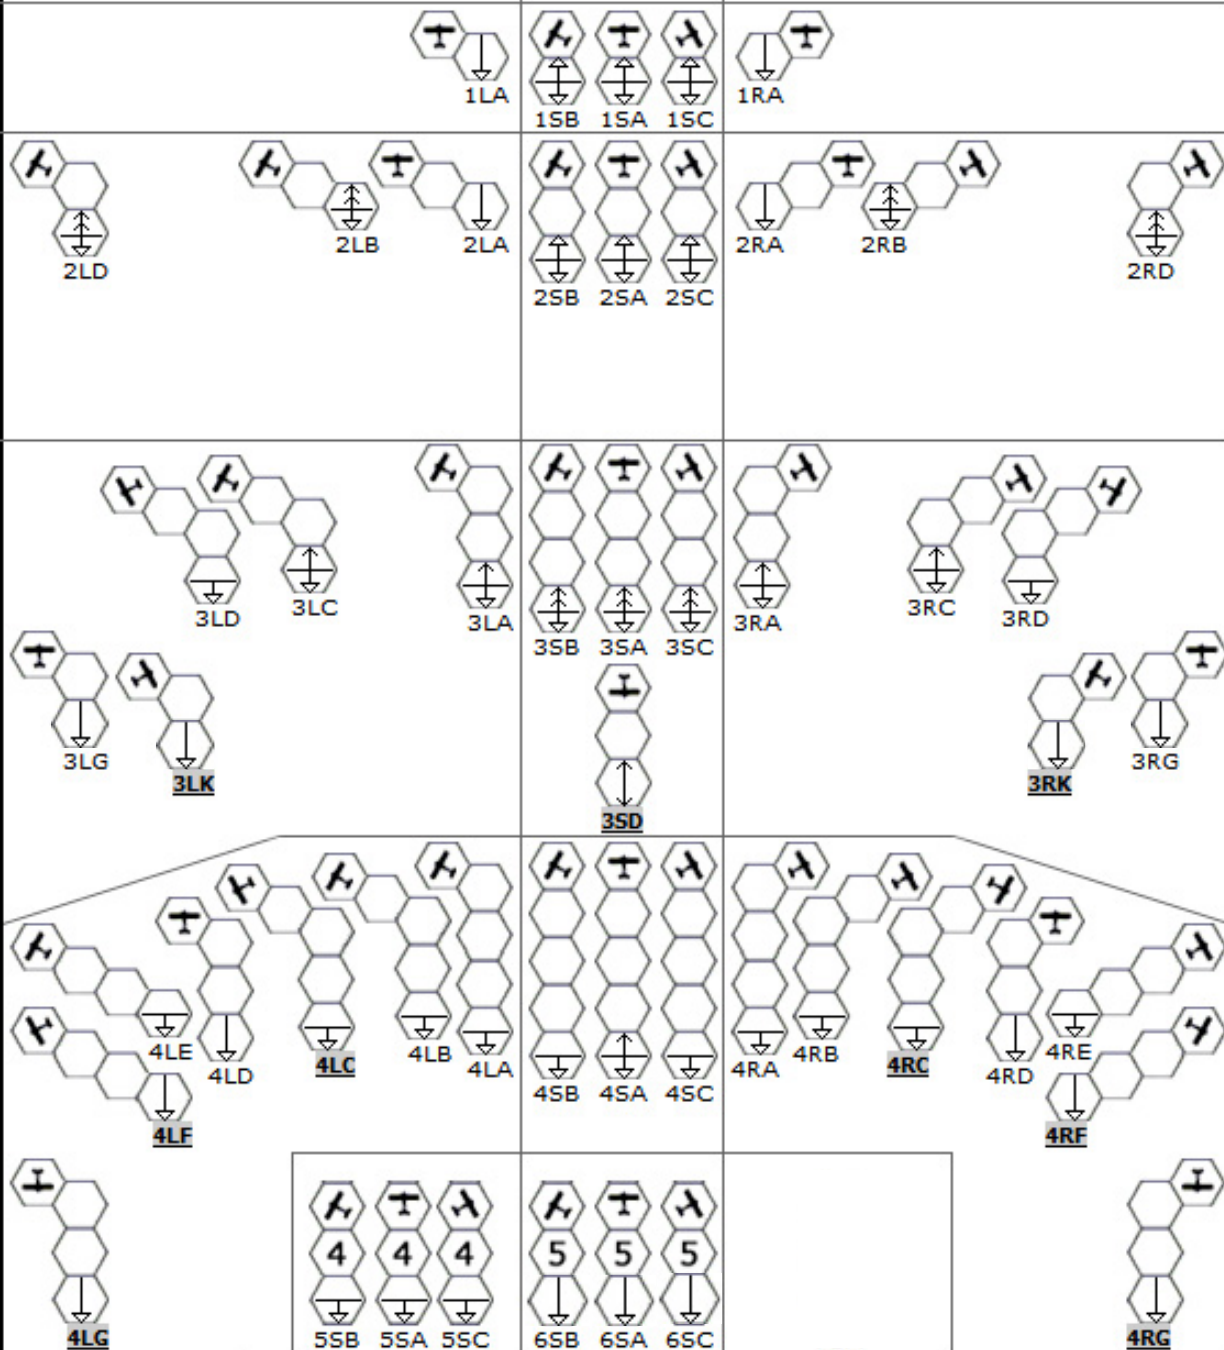 1LA 1RA
1SB 1SA 1SC
2LB 2LA 2RA 2RB
2LD 2RD
2SB 2SA 2SC
3LC 3RC
3LD 3LA 3RA 3RD
3SB 3SA 3SC
3LG 3RG
3LK 3RK
3SD
4LE 4LB 4RB 4RE
4LC 4LA 4RA 4RC
4LD 4RD
4SB 4SA 4SC
4LF 4RF
4 4 4 5 5 5
4LG 5SB 5SA 5SC 6SB 6SA 6SC 4RG